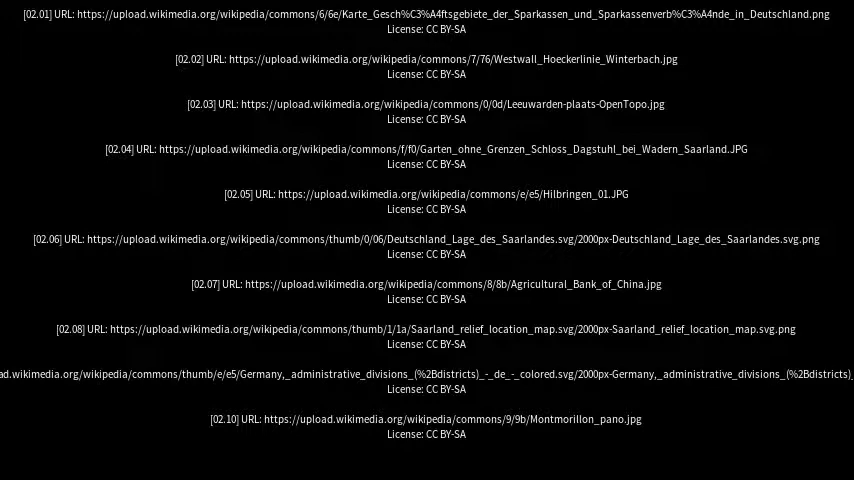 [02.01] URL: https://upload.wikimedia.org/wikipedia/commons/6/6e/Karte_Gesch%C3%A4ftsgebiete_der_Sparkassen_und_Sparkassenverb%C3%A4nde_in_Deutschland.png
License: CC BY-SA
[02.02] URL: https://upload.wikimedia.org/wikipedia/commons/7/76/Westwall_Hoeckerlinie_Winterbach.jpg
License: CC BY-SA
[02.03] URL: https://upload.wikimedia.org/wikipedia/commons/0/0d/Leeuwarden-plaats-OpenTopo.jpg
License: CC BY-SA
[02.04] URL: https://upload.wikimedia.org/wikipedia/commons/f/f0/Garten_ohne_Grenzen_Schloss_Dagstuhl_bei_Wadern_Saarland.JPG
License: CC BY-SA
[02.05] URL: https://upload.wikimedia.org/wikipedia/commons/e/e5/Hilbringen_01.JPG
License: CC BY-SA
[02.06] URL: https://upload.wikimedia.org/wikipedia/commons/thumb/0/06/Deutschland_Lage_des_Saarlandes.svg/2000px-Deutschland_Lage_des_Saarlandes.svg.png
License: CC BY-SA
[02.07] URL: https://upload.wikimedia.org/wikipedia/commons/8/8b/Agricultural_Bank_of_China.jpg
License: CC BY-SA
[02.08] URL: https://upload.wikimedia.org/wikipedia/commons/thumb/1/1a/Saarland_relief_location_map.svg/2000px-Saarland_relief_location_map.svg.png
License: CC BY-SA
ad.wikimedia.org/wikipedia/commons/thumb/e/e5/Germany,_administrative_divisions_(%2Bdistricts)_-_de_-_colored.svg/2000px-Germany,_administrative_divisions_(%2Bdistricts)_
License: CC BY-SA
[02.10] URL: https://upload.wikimedia.org/wikipedia/commons/9/9b/Montmorillon_pano.jpg
License: CC BY-SA